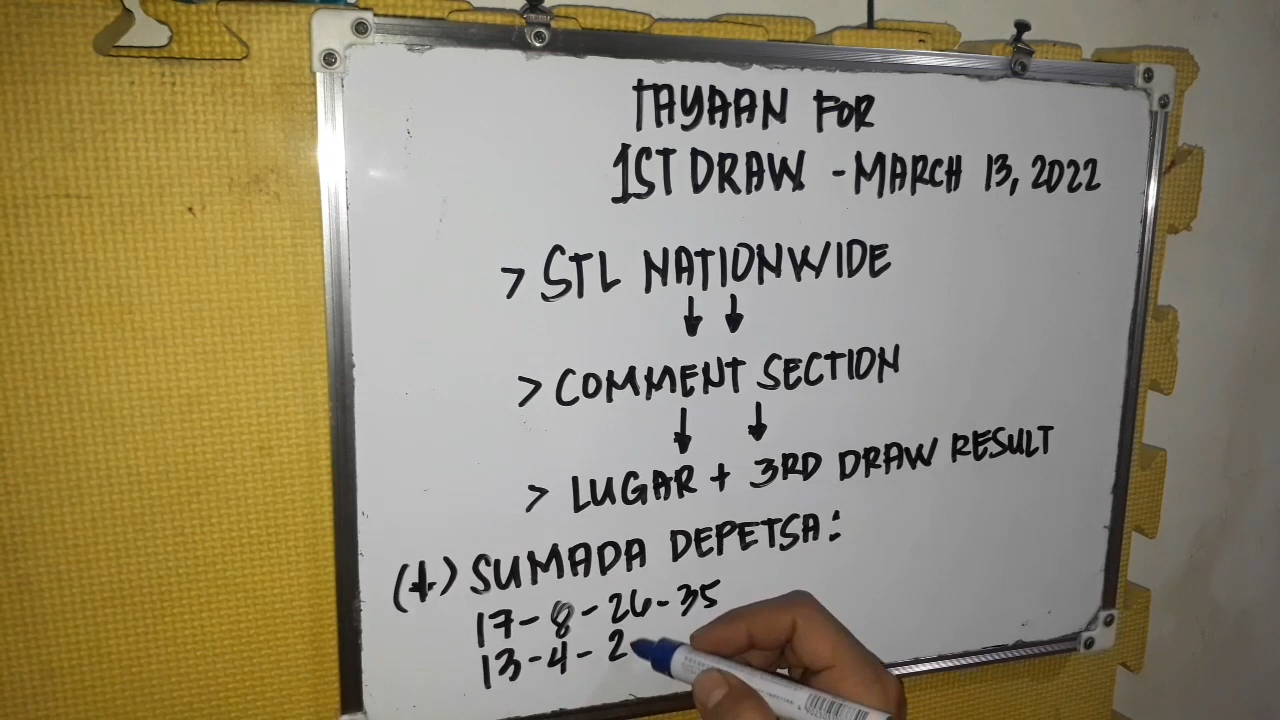 TAYAAN FOR
1ST DRAW - MARCH 13, 2022
> STL NATIONWIDE
↓ ↓
> COMMENT SECTION
↓ ↓
> LUGAR + 3RD DRAW RESULT
(+) SUMADA DEPETSA:
17-8-26-35
13-4-2